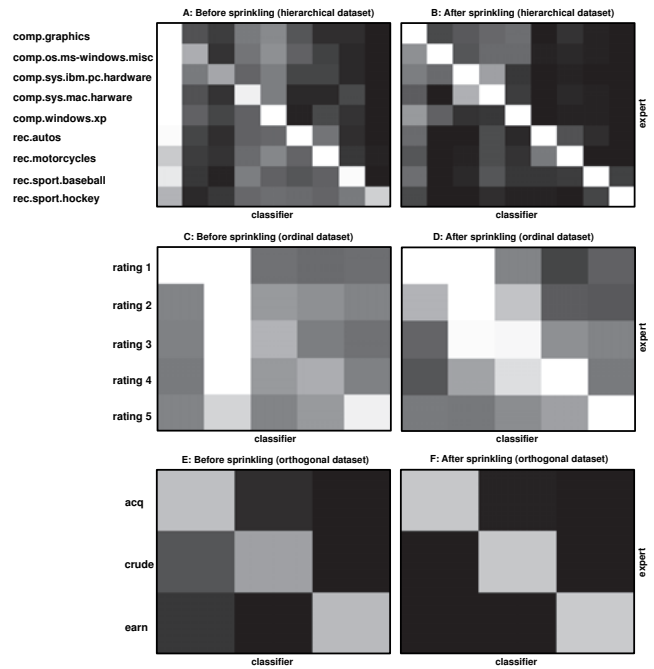 A: Before sprinkling (hierarchical dataset)
B: After sprinkling (hierarchical dataset)
comp.graphics
comp.os.ms-windows.misc
comp.sys.ibm.pc.hardware
comp.sys.mac.harware
comp.windows.xp
rec.autos
rec.motorcycles
rec.sport.baseball
rec.sport.hockey
expert
classifier
classifier
C: Before sprinkling (ordinal dataset)
D: After sprinkling (ordinal dataset)
rating 1
rating 2
rating 3
rating 4
rating 5
expert
classifier
classifier
E: Before sprinkling (orthogonal dataset)
F: After sprinkling (orthogonal dataset)
acq
crude
earn
expert
classifier
classifier